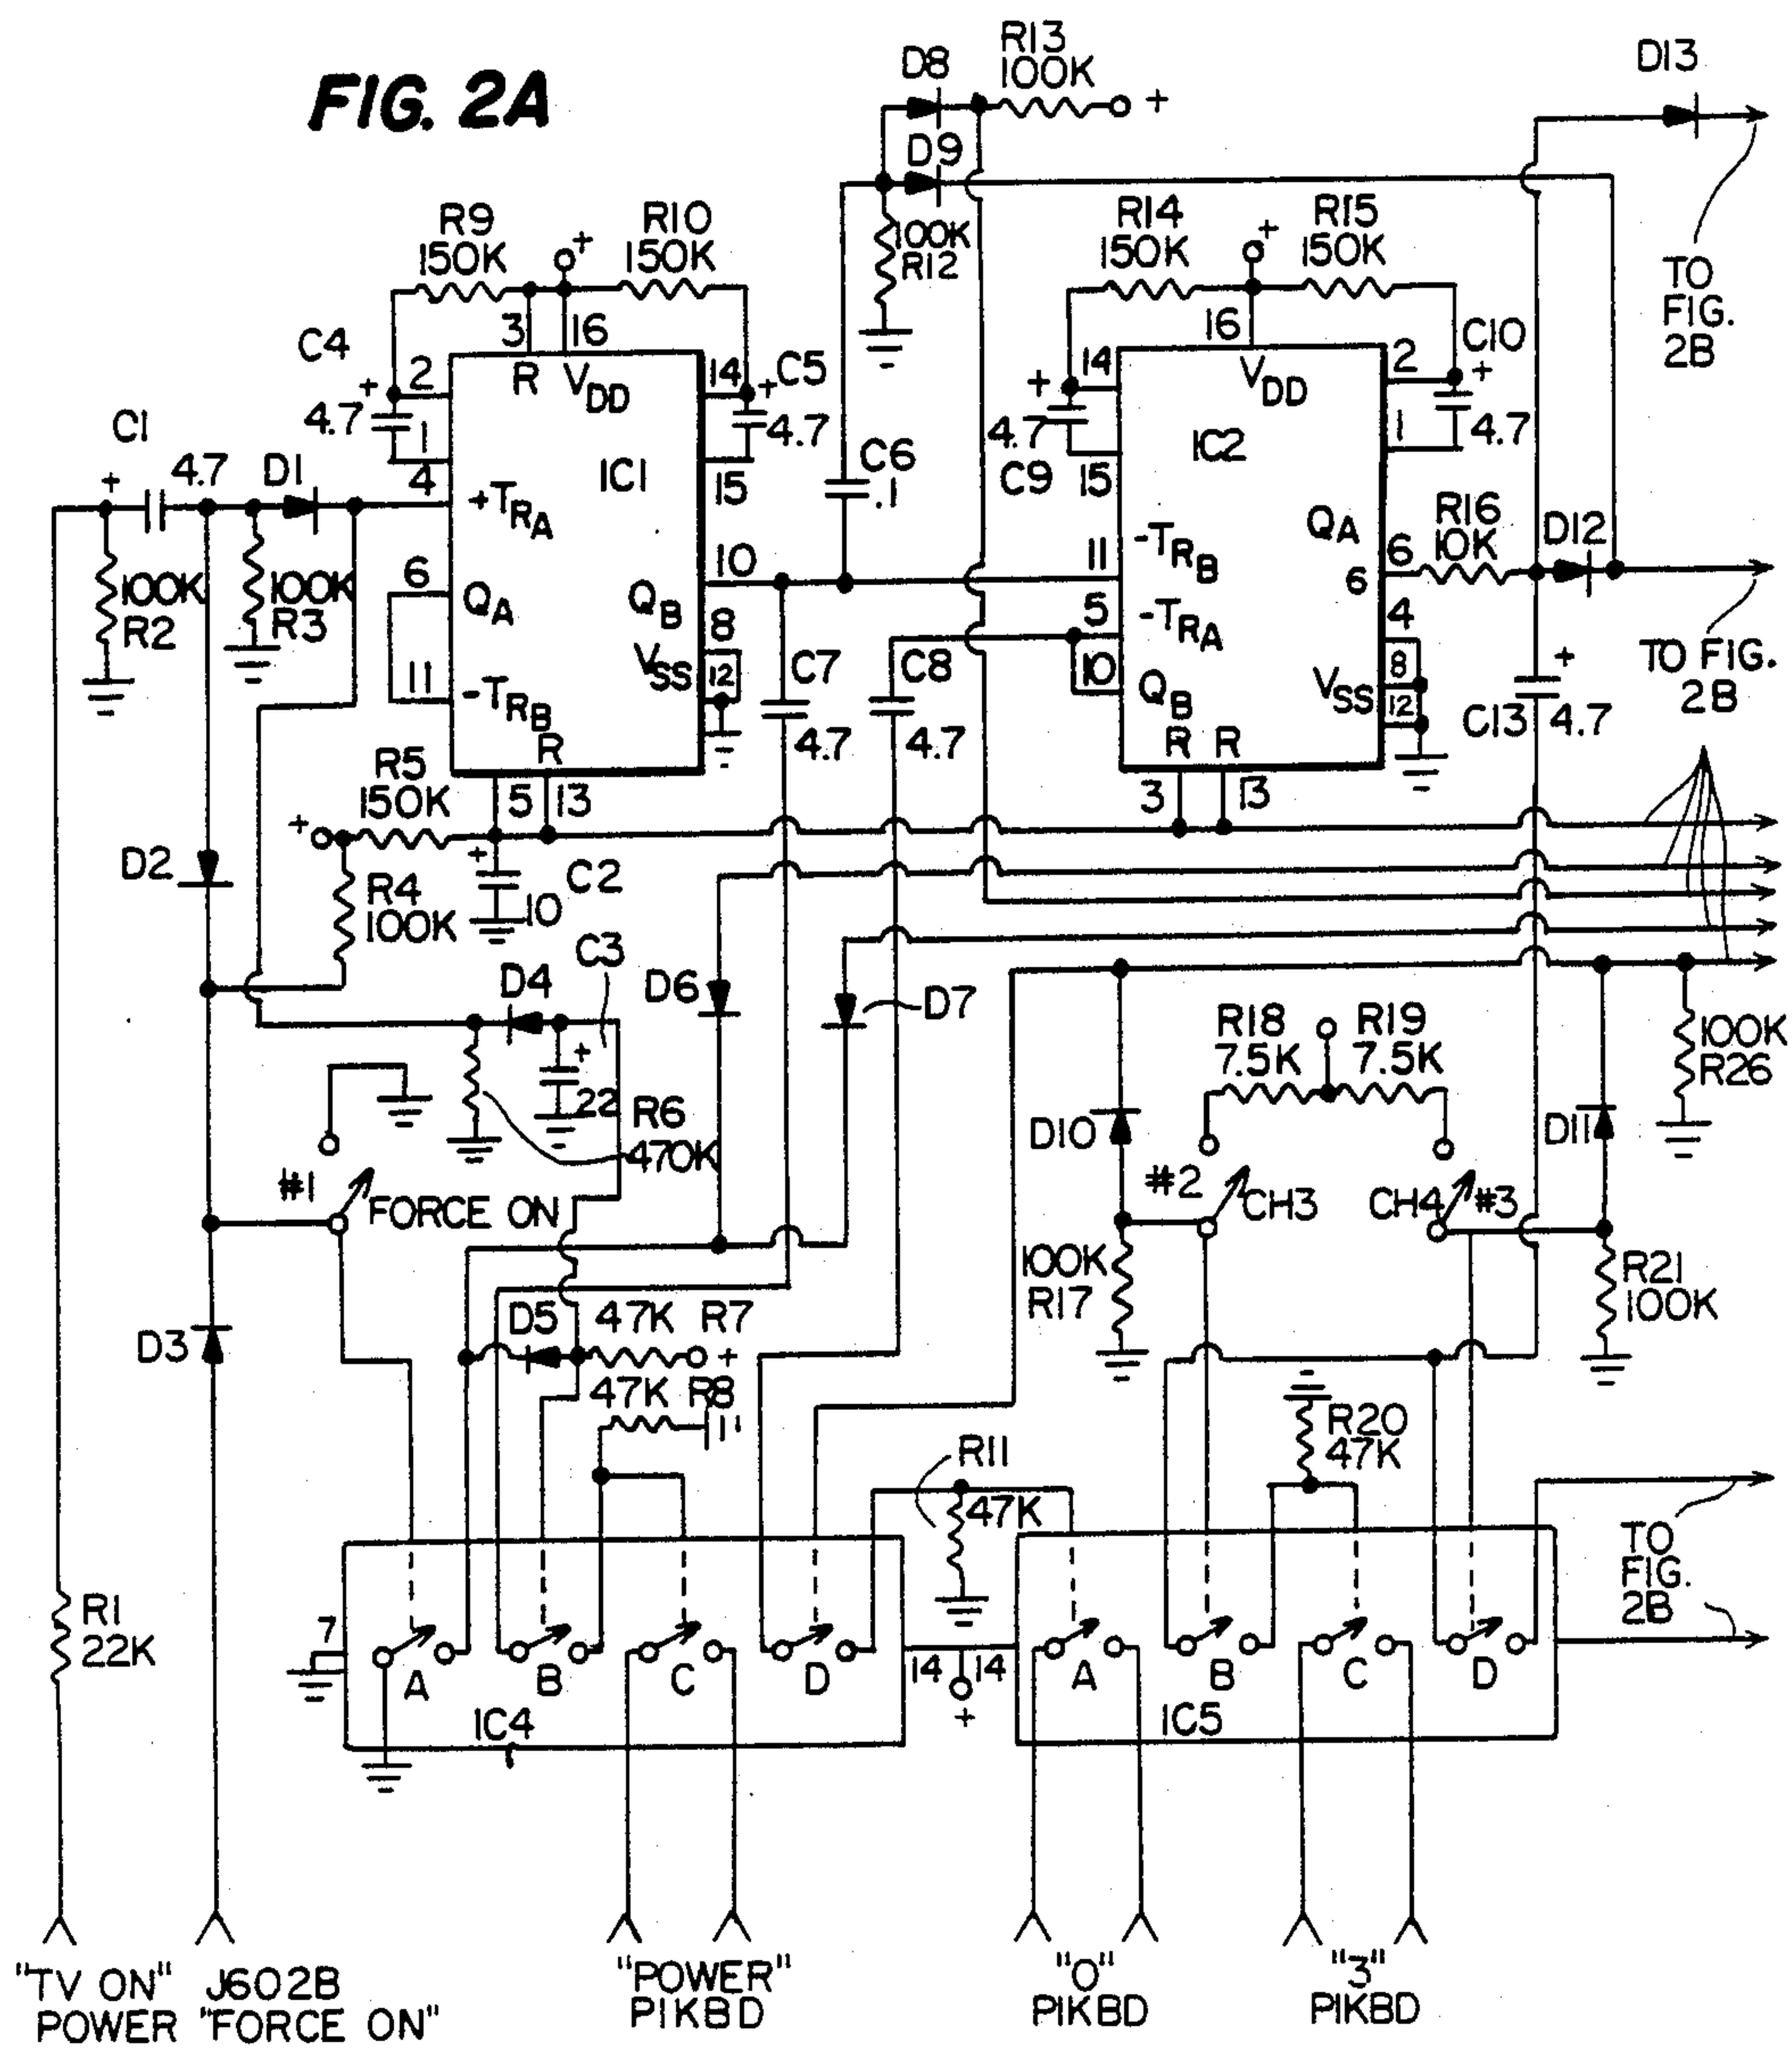 FIG. 2A
D8
R13
100K
+
D9
D13
R9
150K
R10
150K
+
100K
R12
R14
150K
R15
150K
+
TO
FIG.
2B
C4
+
4.7
2
1
3
16
R
VDD
14
+
C5
4.7
15
IC1
C1
+
4.7
D1
4
+TRA
100K
R2
100K
R3
6
QA
11
-TRB
10
QB
8
VSS
12
R
5
13
C6
.1
C7
4.7
C8
4.7
16
VDD
14
+
4.7
C9
15
IC2
2
C10
+
1
4.7
11
-TRB
5
-TRA
10
QB
QA
6
6
R16
10K
D12
4
8
VSS
12
R
R
3
13
+
C13
4.7
TO FIG.
2B
R5
150K
+
+
C2
10
D2
R4
100K
C3
D4
+
22
R6
470K
D6
D7
R18
7.5K
R19
7.5K
100K
R26
D10
D11
#1
FORCE ON
#2
CH3
CH4
#3
100K
R17
R21
100K
D3
D5
47K
R7
+
47K
R8
R20
47K
R11
47K
TO
FIG.
2B
R1
22K
7
A
B
C
D
IC4
14
14
+
A
B
C
D
IC5
"TV ON"
POWER
J602B
"FORCE ON"
"POWER"
P1KBD
"0"
P1KBD
"3"
P1KBD